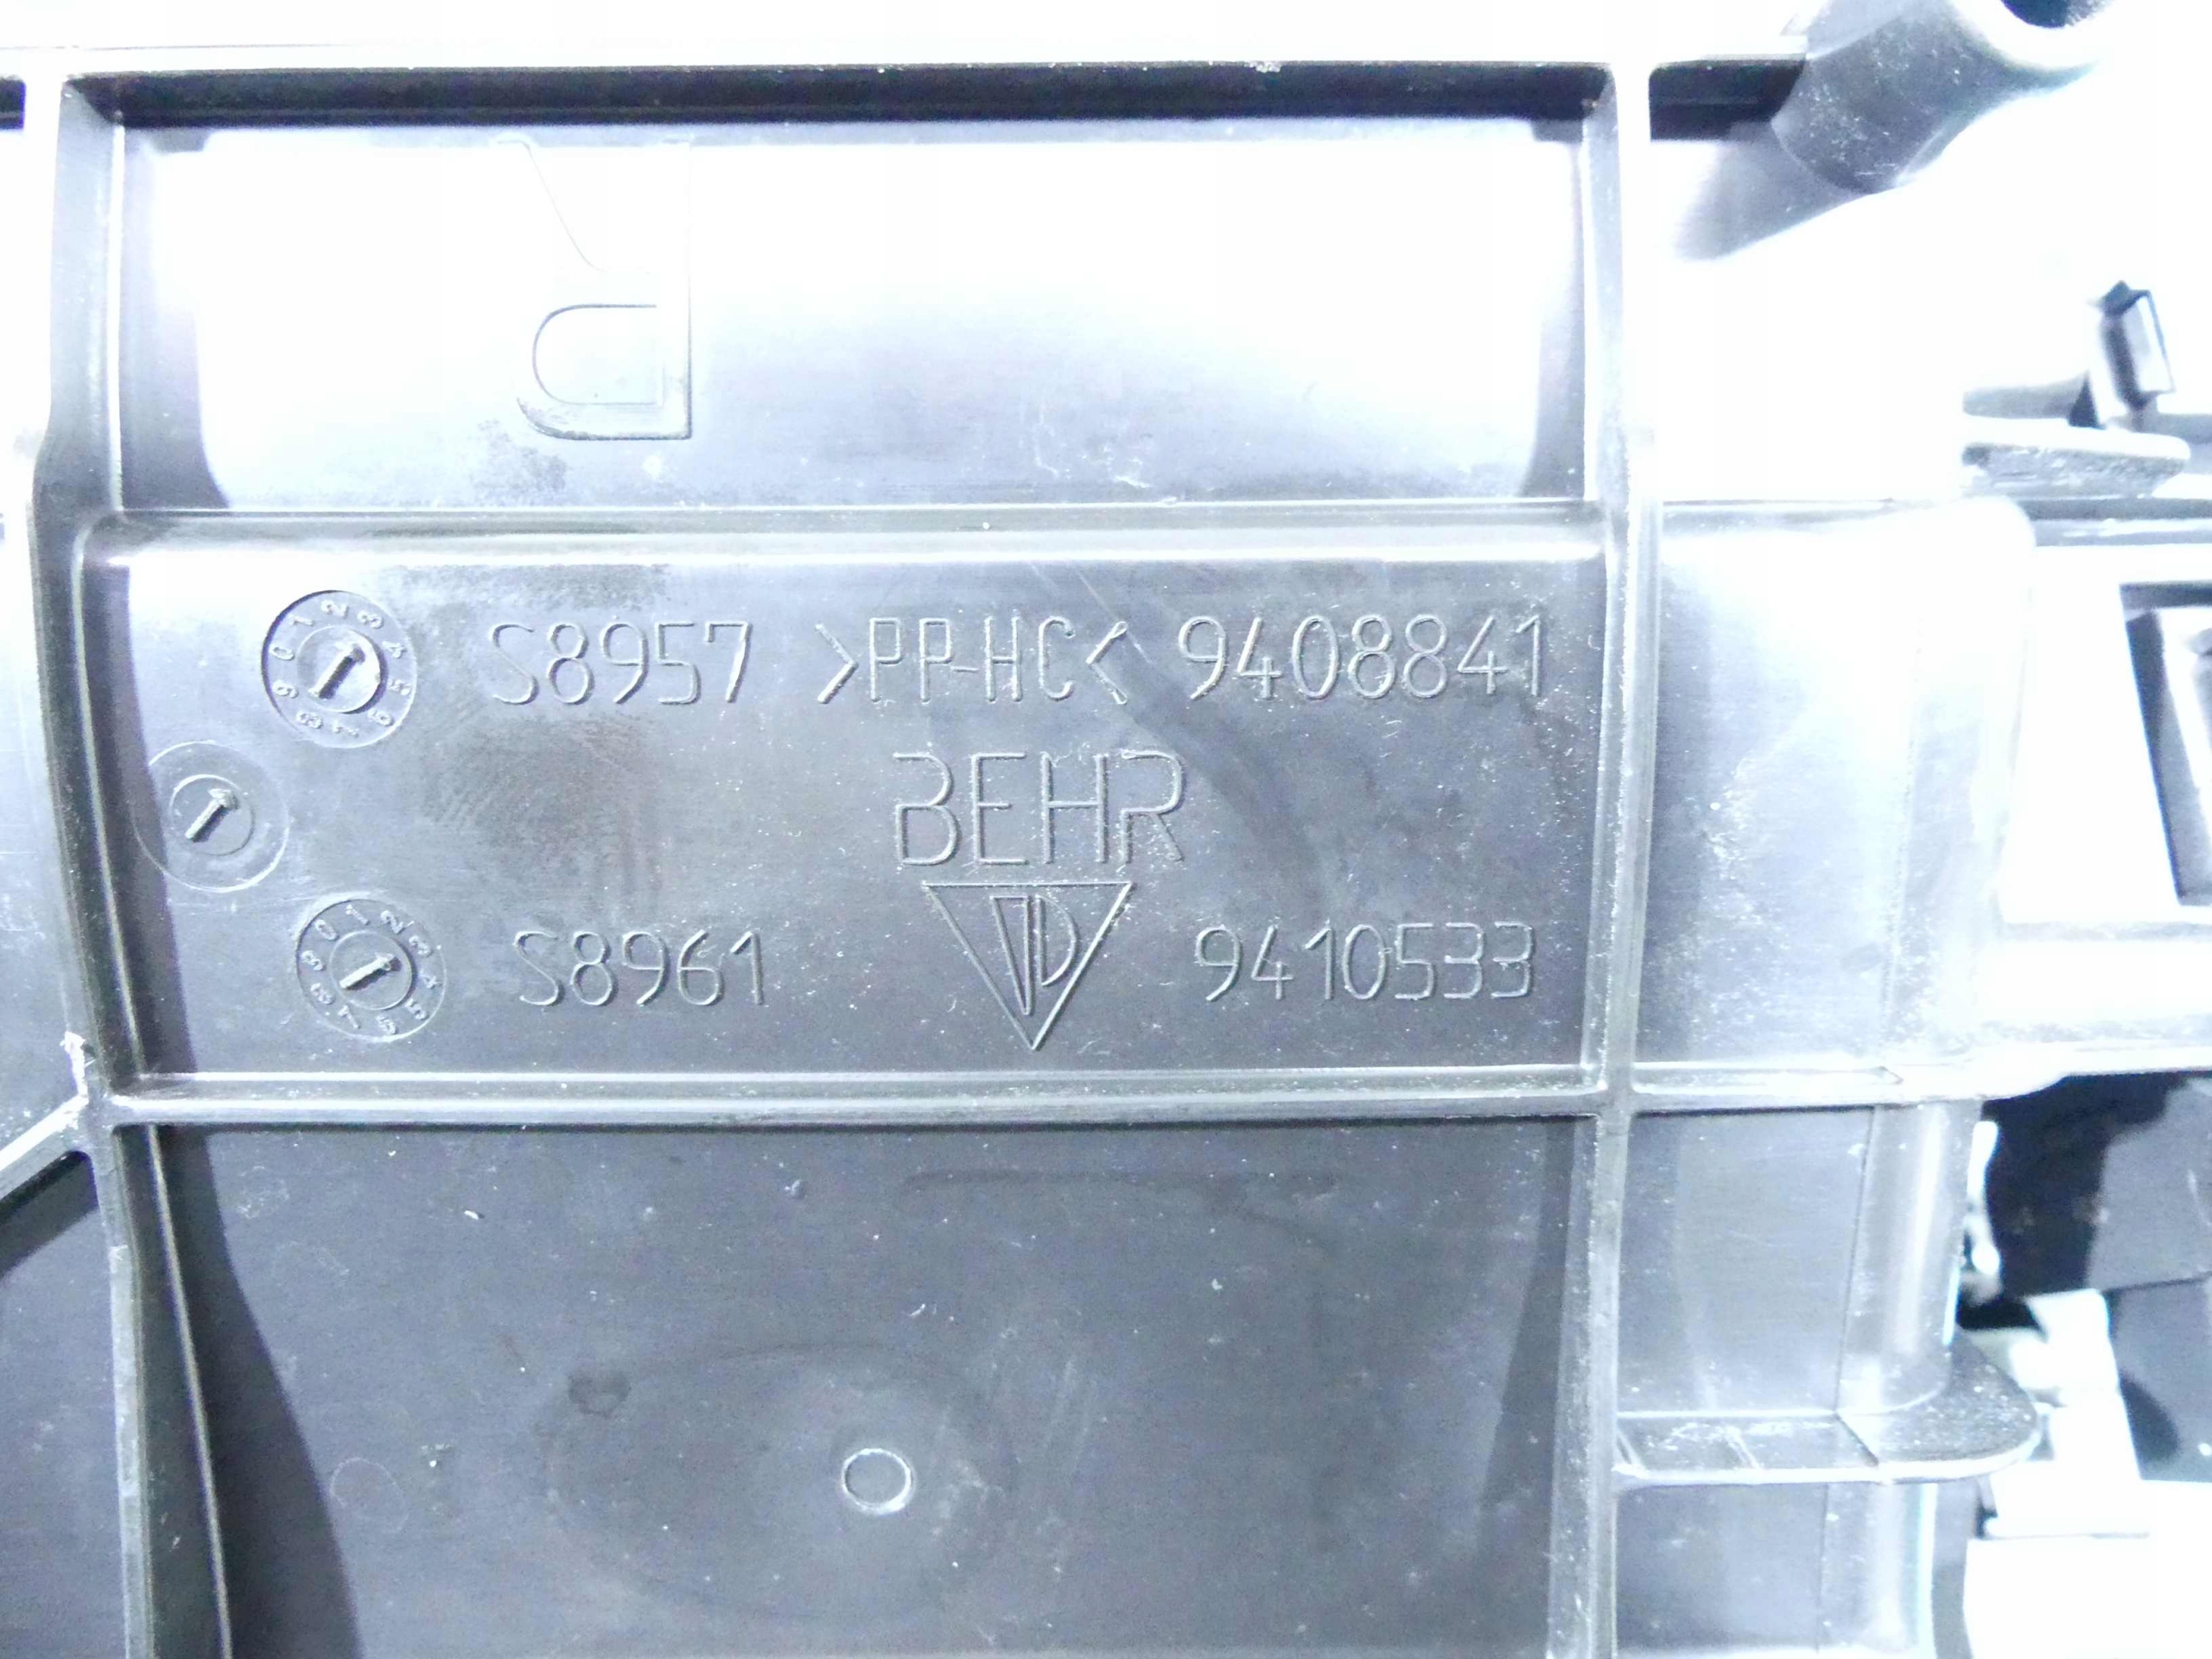 R
S8957 >PP-HC< 9408841
BEHR
S8961 9410533